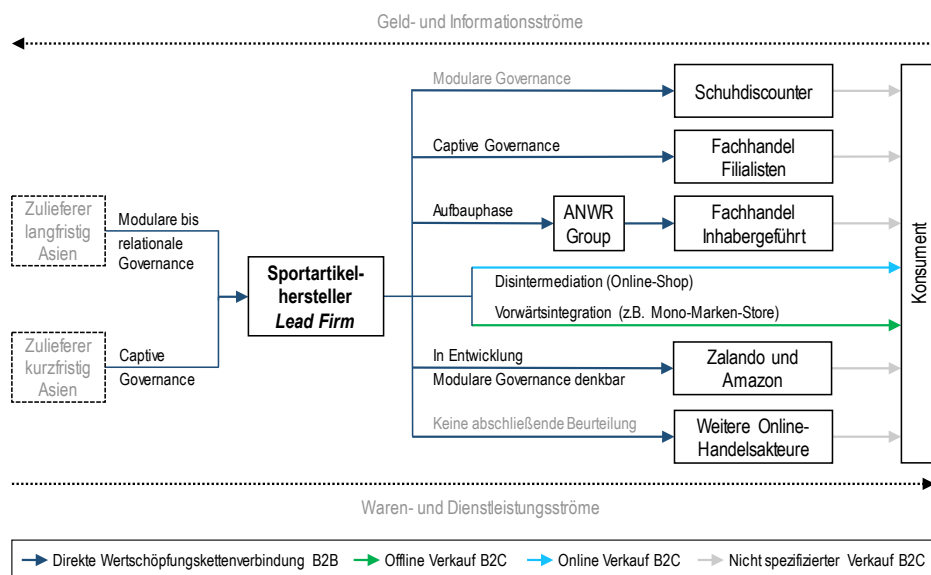 Geld- und Informationsströme
Modulare Governance
Schuhdiscounter
Captive Governance
Fachhandel
Filialisten
Zulieferer
langfristig
Asien
Modulare bis
relationale
Governance
Aufbauphase
ANWR
Group
Fachhandel
Inhabergeführt
Sportartikel-
hersteller
Lead Firm
Disintermediation (Online-Shop)
Vorwärtsintegration (z.B. Mono-Marken-Store)
Konsument
Zulieferer
kurzfristig
Asien
Captive
Governance
In Entwicklung
Modulare Governance denkbar
Zalando und
Amazon
Keine abschließende Beurteilung
Weitere Online-
Handelsakteure
Waren- und Dienstleistungsströme
Direkte Wertschöpfungskettenverbindung B2B
Offline Verkauf B2C
Online Verkauf B2C
Nicht spezifizierter Verkauf B2C